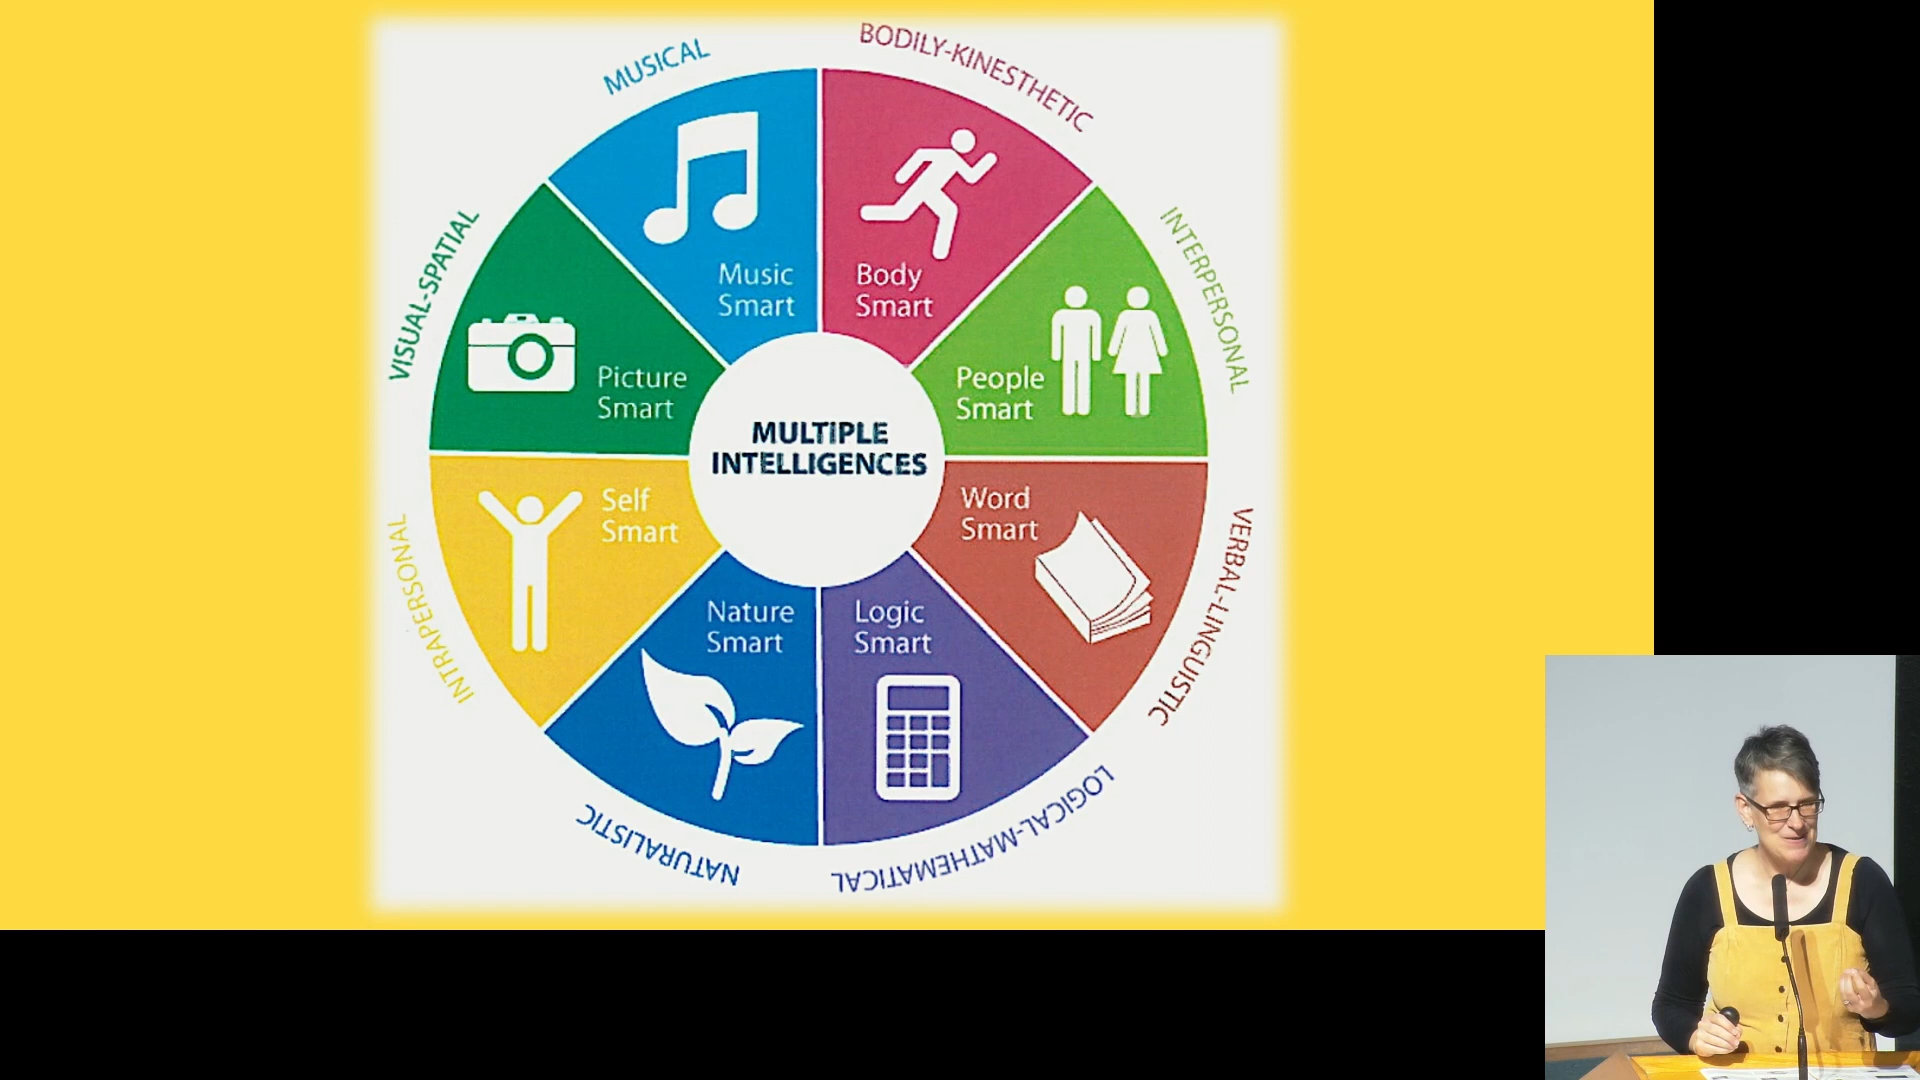 MUSICAL
BODILY-KINESTHETIC
INTERPERSONAL
VERBAL-LINGUISTIC
LOGICAL-MATHEMATICAL
NATURALISTIC
INTRAPERSONAL
VISUAL-SPATIAL
Music
Smart
Body
Smart
People
Smart
Word
Smart
Logic
Smart
Nature
Smart
Self
Smart
Picture
Smart
MULTIPLE
INTELLIGENCES